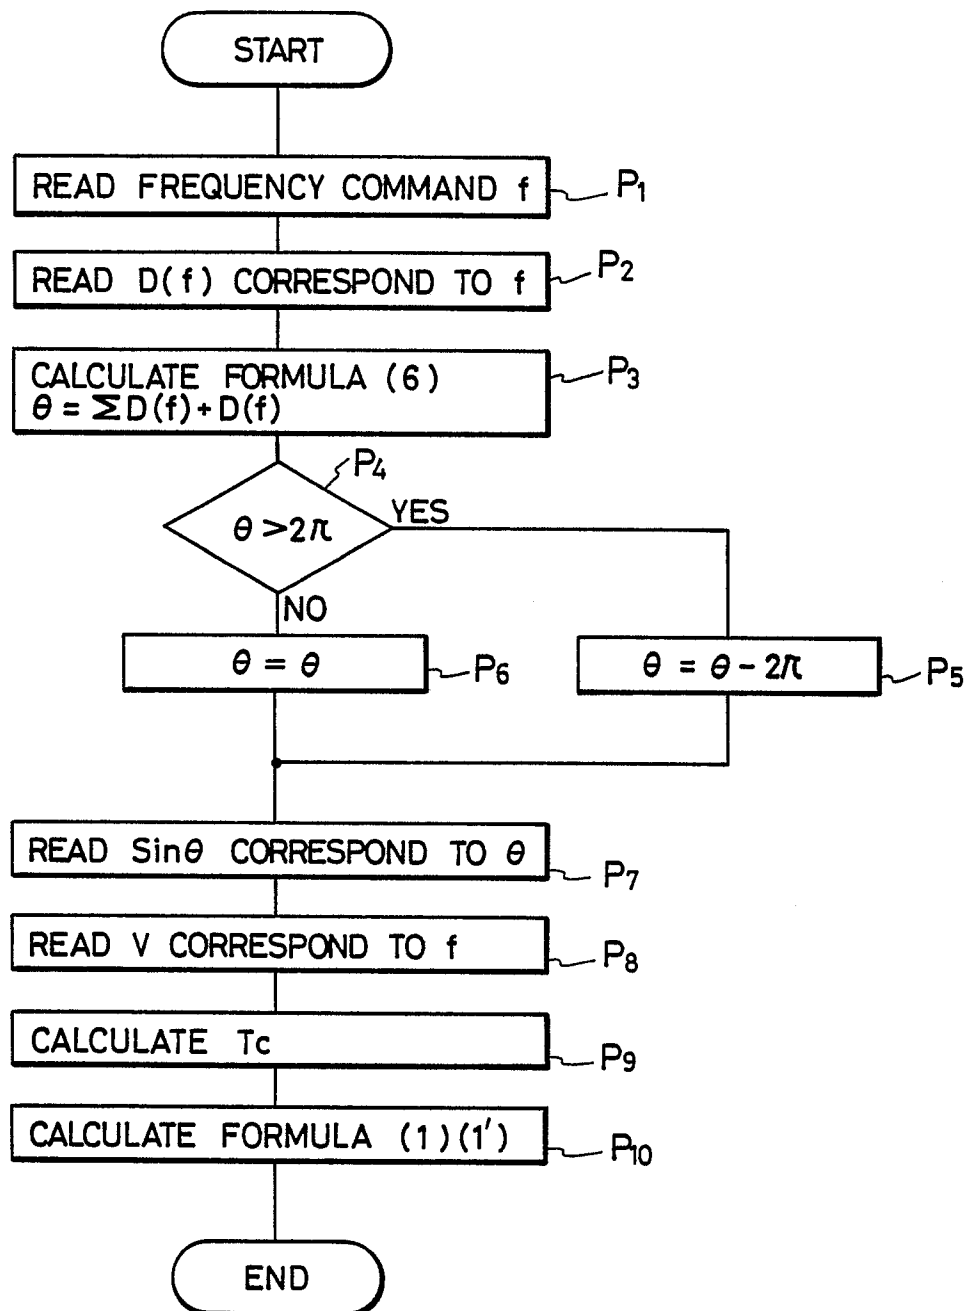 START
READ FREQUENCY COMMAND f
P1
READ D(f) CORRESPOND TO f
P2
CALCULATE FORMULA (6)
θ = ΣD(f) + D(f)
P3
P4
θ > 2π
YES
NO
θ = θ
P6
θ = θ - 2π
P5
READ Sinθ CORRESPOND TO θ
P7
READ V CORRESPOND TO f
P8
CALCULATE Tc
P9
CALCULATE FORMULA (1)(1')
P10
END